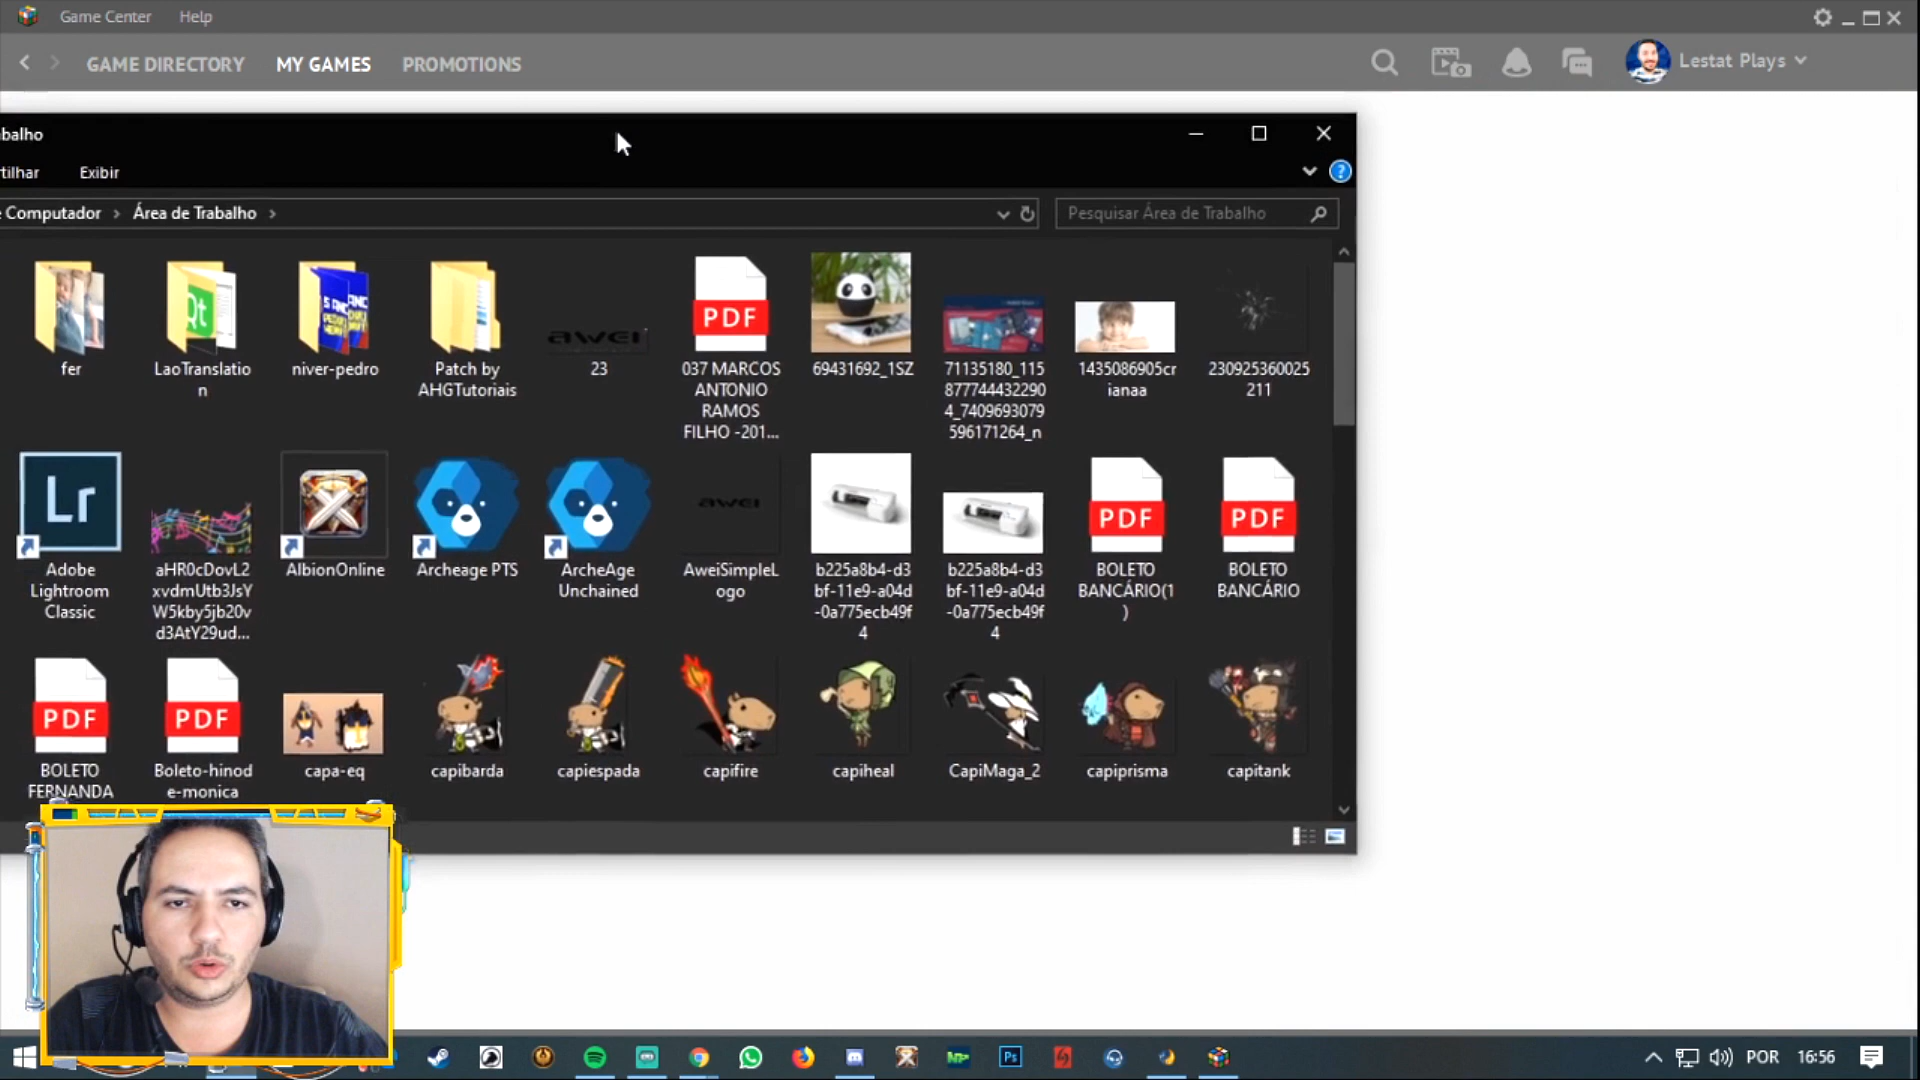 Game Center Help
GAME DIRECTORY MY GAMES PROMOTIONS
Lestat Plays
balho
tilhar Exibir
e Computador Área de Trabalho
Pesquisar Área de Trabalho
Qt
PDF
awei
fer
LaoTranslatio
n
niver-pedro
Patch by
AHGTutoriais
23
037 MARCOS
ANTONIO
RAMOS
FILHO -201...
69431692_1SZ
71135180_115
877744432290
4_7409693079
596171264_n
1435086905cr
ianaa
230925360025
211
Lr
awei
PDF
PDF
Adobe
Lightroom
Classic
aHR0cDovL2
xvdmUtb3JsY
W5kby5jb20v
d3AtY29ud...
AlbionOnline
Archeage PTS
ArcheAge
Unchained
AweiSimpleL
ogo
b225a8b4-d3
bf-11e9-a04d
-0a775ecb49f
4
b225a8b4-d3
bf-11e9-a04d
-0a775ecb49f
4
BOLETO
BANCÁRIO(1
)
BOLETO
BANCÁRIO
PDF
PDF
BOLETO
FERNANDA
Boleto-hinod
e-monica
capa-eq
capibarda
capiespada
capifire
capiheal
CapiMaga_2
capiprisma
capitank
Ps
POR 16:56